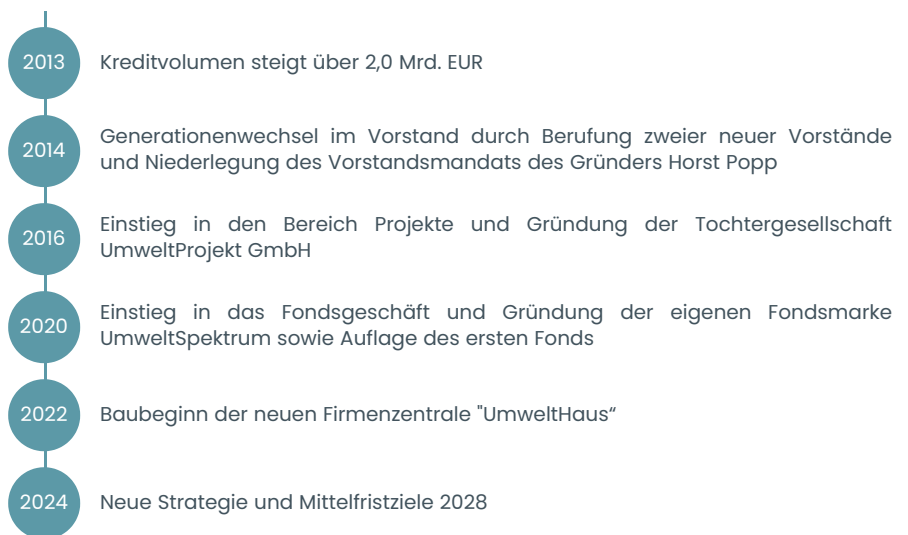 2013
Kreditvolumen steigt über 2,0 Mrd. EUR
2014
Generationenwechsel im Vorstand durch Berufung zweier neuer Vorstände
und Niederlegung des Vorstandsmandats des Gründers Horst Popp
2016
Einstieg in den Bereich Projekte und Gründung der Tochtergesellschaft
UmweltProjekt GmbH
2020
Einstieg in das Fondsgeschäft und Gründung der eigenen Fondsmarke
UmweltSpektrum sowie Auflage des ersten Fonds
2022
Baubeginn der neuen Firmenzentrale "UmweltHaus“
2024
Neue Strategie und Mittelfristziele 2028